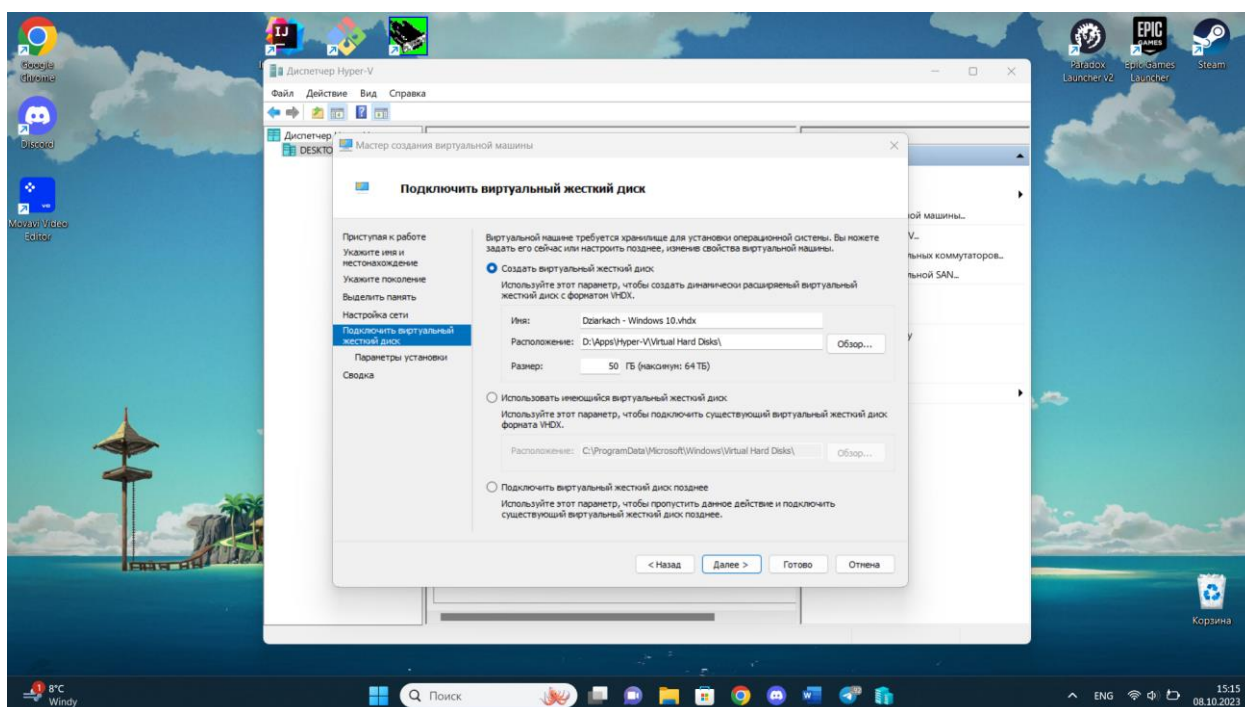 Google
Chrome
Discord
Movavi Video
Editor
IJ
Paradox
Launcher v2
EPIC
GAMES
Epic Games
Launcher
Steam
Диспетчер Hyper-V
Файл Действие Вид Справка
Диспетчер
DESKTO
Мастер создания виртуальной машины
Подключить виртуальный жесткий диск
Приступая к работе
Укажите имя и
местонахождение
Укажите поколение
Выделить память
Настройка сети
Подключить виртуальный
жесткий диск
Параметры установки
Сводка
Виртуальной машине требуется хранилище для установки операционной системы. Вы можете
задать его сейчас или настроить позднее, изменив свойства виртуальной машины.
Создать виртуальный жесткий диск
Используйте этот параметр, чтобы создать динамически расширяемый виртуальный
жесткий диск с форматом VHDX.
Имя: Dziarkach - Windows 10.vhdx
Расположение: D:\Apps\Hyper-V\Virtual Hard Disks\ Обзор...
Размер: 50 ГБ (максимум: 64 ТБ)
Использовать имеющийся виртуальный жесткий диск
Используйте этот параметр, чтобы подключить существующий виртуальный жесткий диск
формата VHDX.
Расположение: C:\ProgramData\Microsoft\Windows\Virtual Hard Disks\ Обзор...
Подключить виртуальный жесткий диск позднее
Используйте этот параметр, чтобы пропустить данное действие и подключить
существующий виртуальный жесткий диск позднее.
< Назад Далее > Готово Отмена
ой машины...
V...
льных коммутаторов...
льной SAN...
у
Корзина
1
8°C
Windy
Поиск
ENG
15:15
08.10.2023